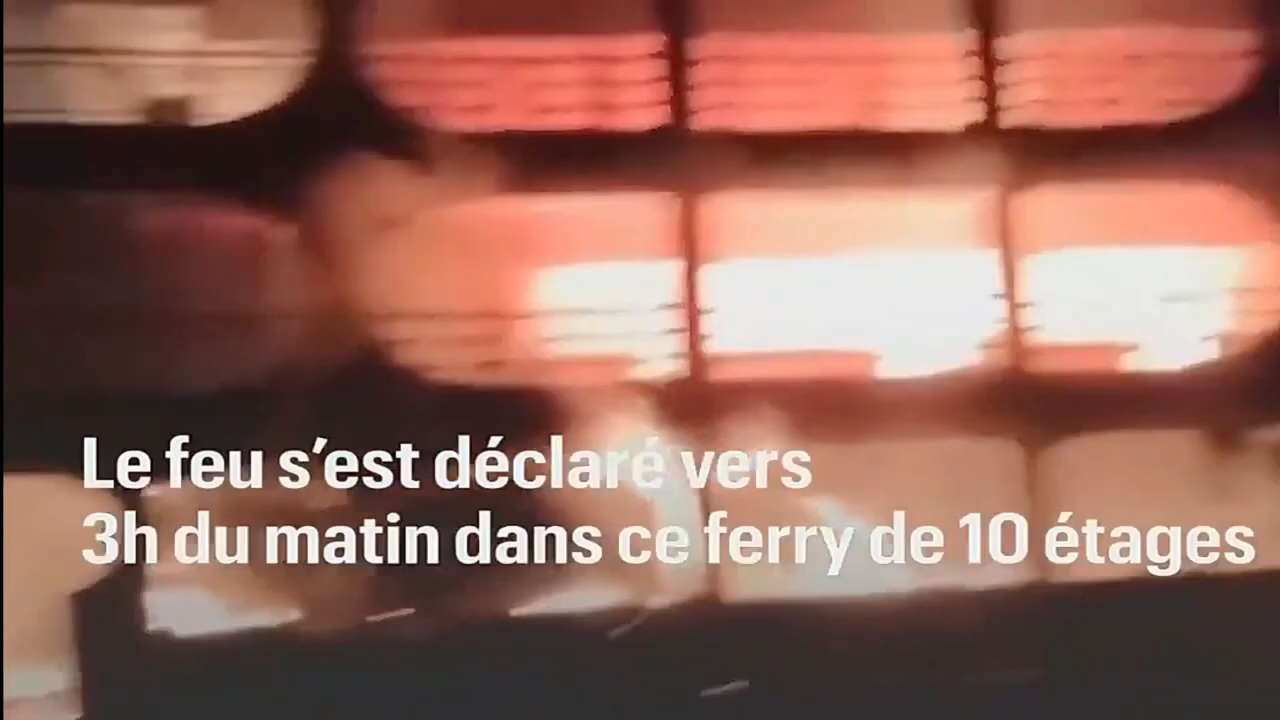 Le feu s’est déclaré vers
3h du matin dans ce ferry de 10 étages